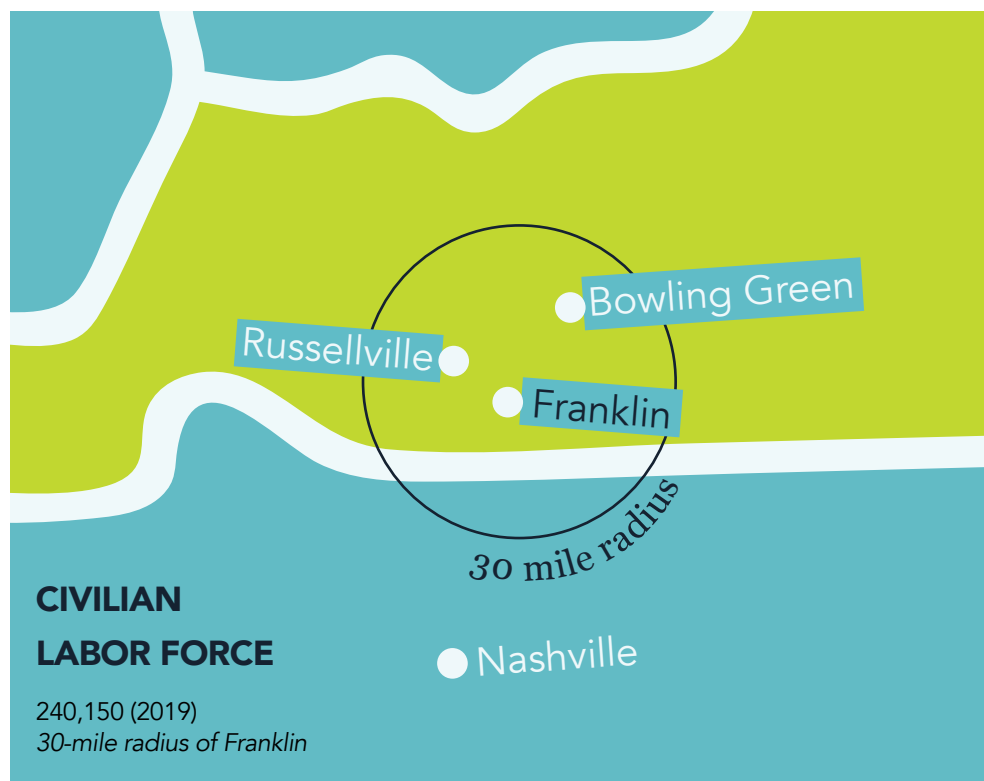 Bowling Green
Russellville
Franklin
30 mile radius
Nashville
CIVILIAN
LABOR FORCE
240,150 (2019)
30-mile radius of Franklin